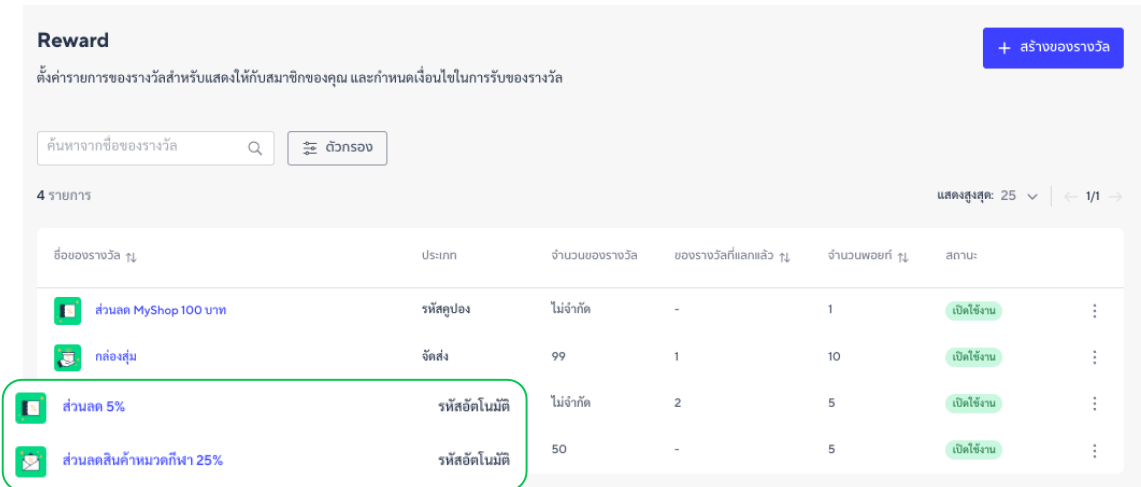 Reward
+ สร้างของรางวัล
ตั้งค่ารายการของรางวัลสำหรับแสดงให้กับสมาชิกของคุณ และกำหนดเงื่อนไขในการรับของรางวัล
ค้นหาจากชื่อของรางวัล
ตัวกรอง
4 รายการ
แสดงสูงสุด: 25
1/1
ชื่อของรางวัล ประเภท จำนวนของรางวัล ของรางวัลที่แลกแล้ว จำนวนพอยท์ สถานะ
ส่วนลด MyShop 100 บาท รหัสคูปอง ไม่จำกัด - 1 เปิดใช้งาน
กล่องสุ่ม จัดส่ง 99 1 10 เปิดใช้งาน
ส่วนลด 5% รหัสอัตโนมัติ ไม่จำกัด 2 5 เปิดใช้งาน
ส่วนลดสินค้าหมวดกีฬา 25% รหัสอัตโนมัติ 50 - 5 เปิดใช้งาน